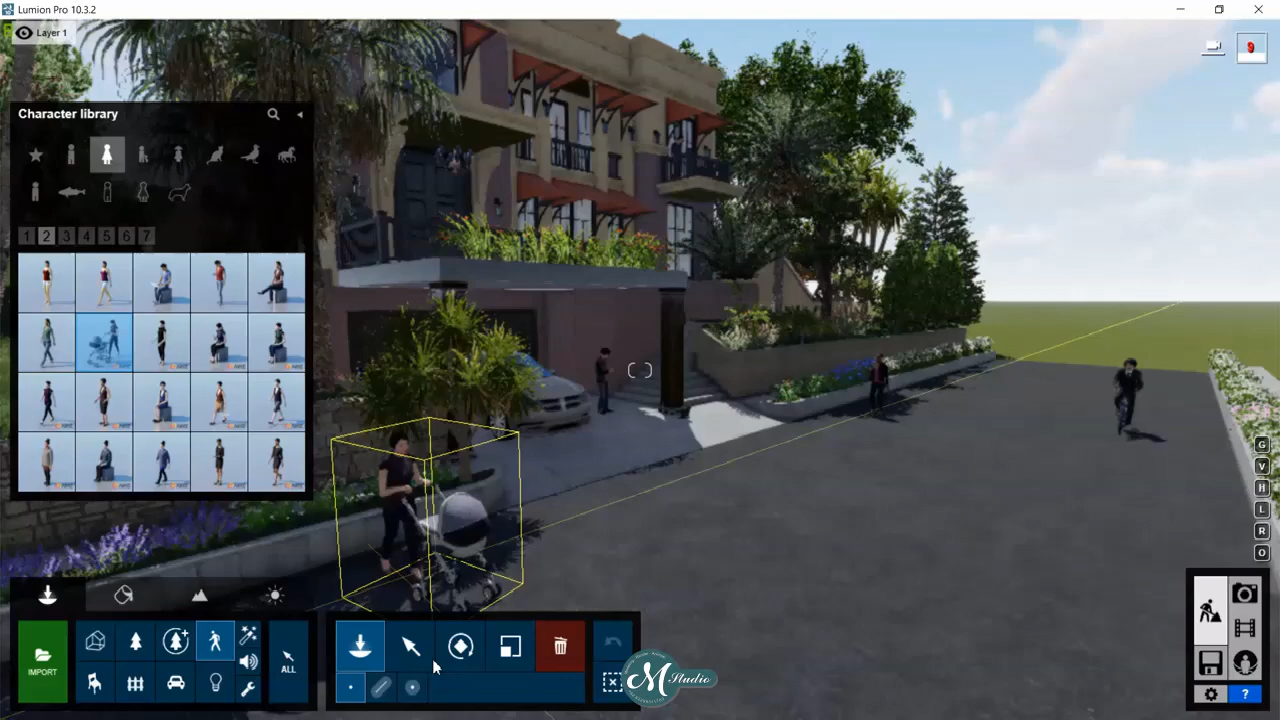 Lumion Pro 10.3.2
Layer 1
9
Character library
1 2 3 4 5 6 7
G
V
H
L
R
O
IMPORT
ALL
M Studio
?